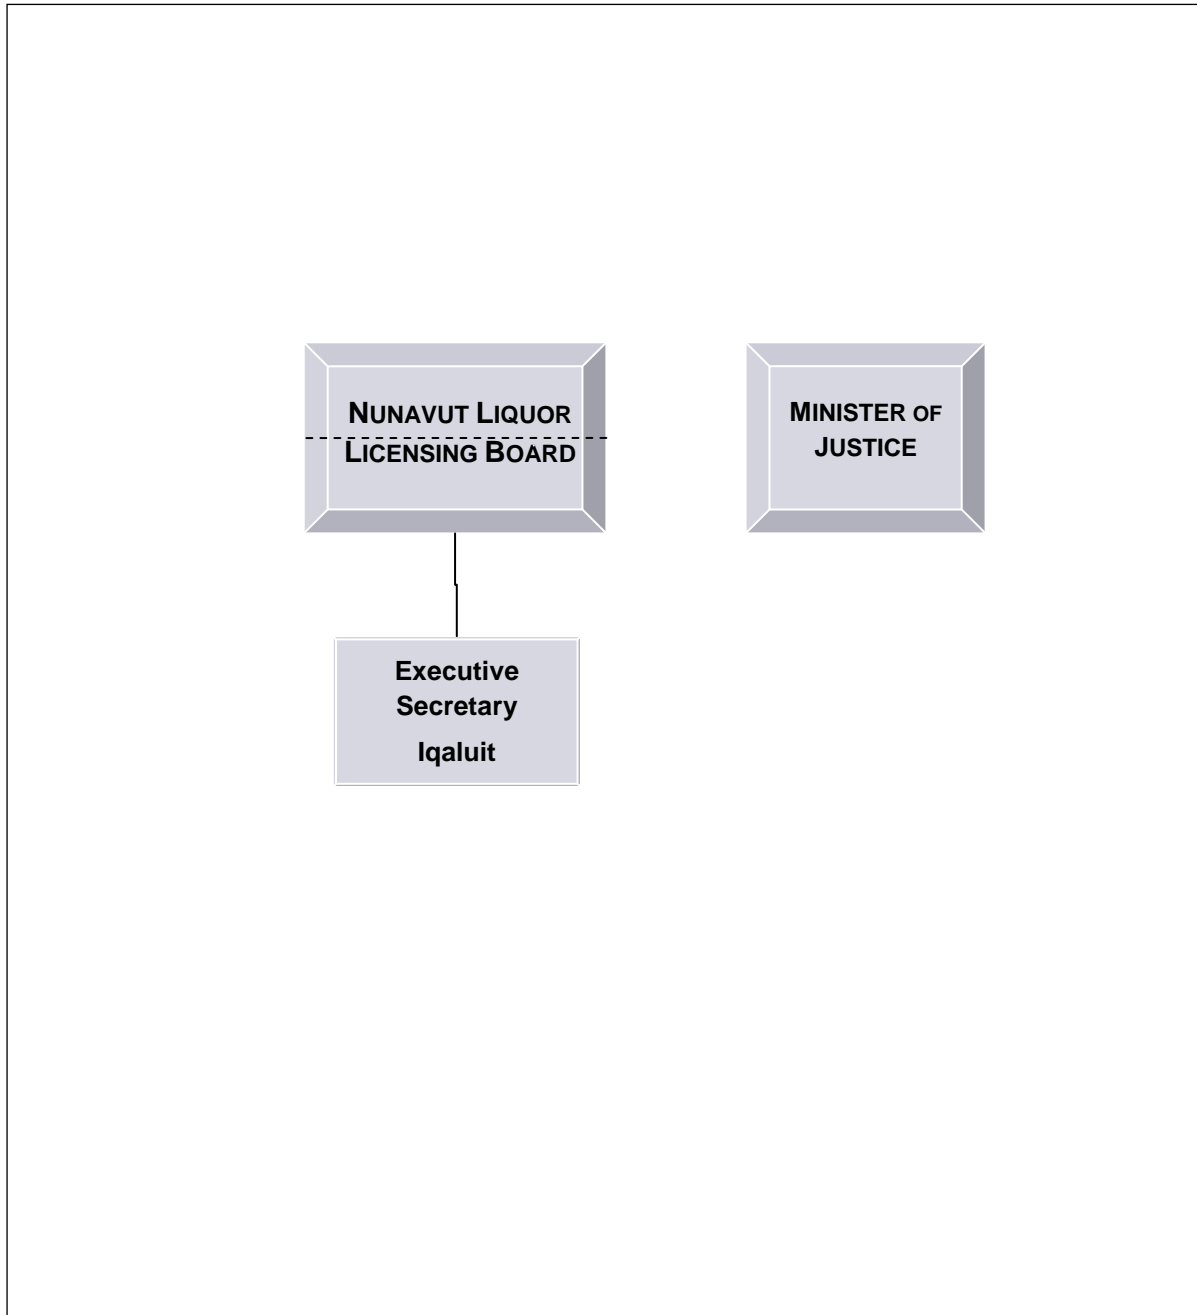 NUNAVUT LIQUOR
LICENSING BOARD
MINISTER OF
JUSTICE
Executive
Secretary
Iqaluit